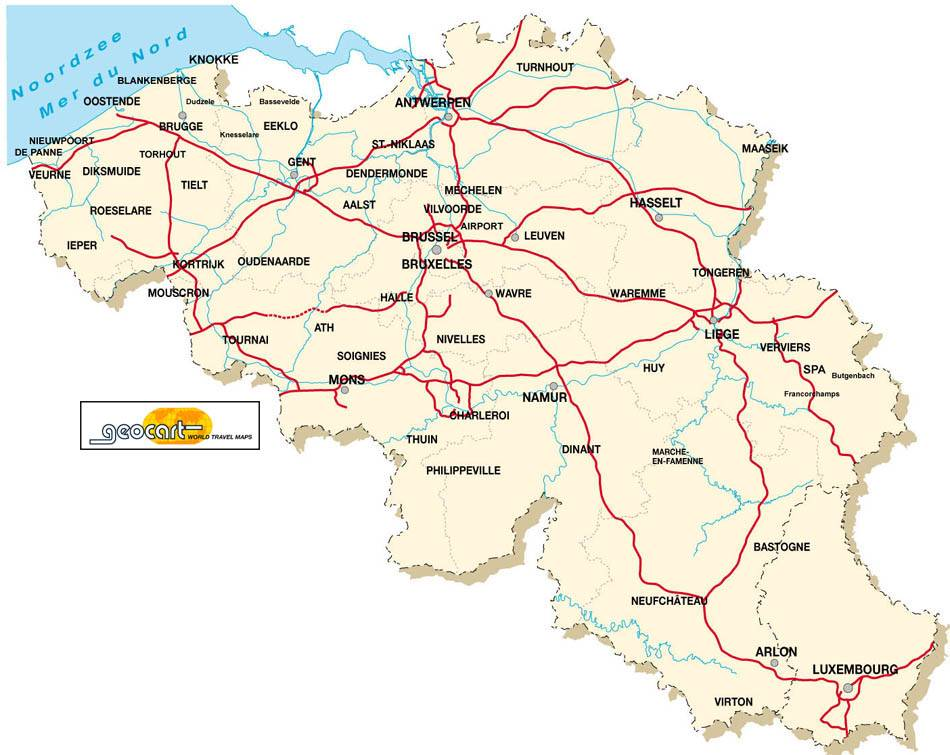 Noordzee
Mer du Nord
KNOKKE
BLANKENBERGE
OOSTENDE
Dudzele
Bassevelde
TURNHOUT
ANTWERPEN
BRUGGE
Knesselare
EEKLO
NIEUWPOORT
DE PANNE
TORHOUT
ST.-NIKLAAS
MAASEIK
VEURNE
DIKSMUIDE
GENT
DENDERMONDE
TIELT
MECHELEN
ROESELARE
AALST
VILVOORDE
HASSELT
AIRPORT
IEPER
BRUSSEL
LEUVEN
KORTRIJK
OUDENAARDE
BRUXELLES
TONGEREN
MOUSCRON
HALLE
WAVRE
WAREMME
TOURNAI
ATH
NIVELLES
LIEGE
VERVIERS
SOIGNIES
HUY
SPA
Butgenbach
MONS
NAMUR
Francorchamps
CHARLEROI
geocart
WORLD TRAVEL MAPS
THUIN
DINANT
MARCHE-
EN-FAMENNE
PHILIPPEVILLE
BASTOGNE
NEUFCHÂTEAU
ARLON
LUXEMBOURG
VIRTON